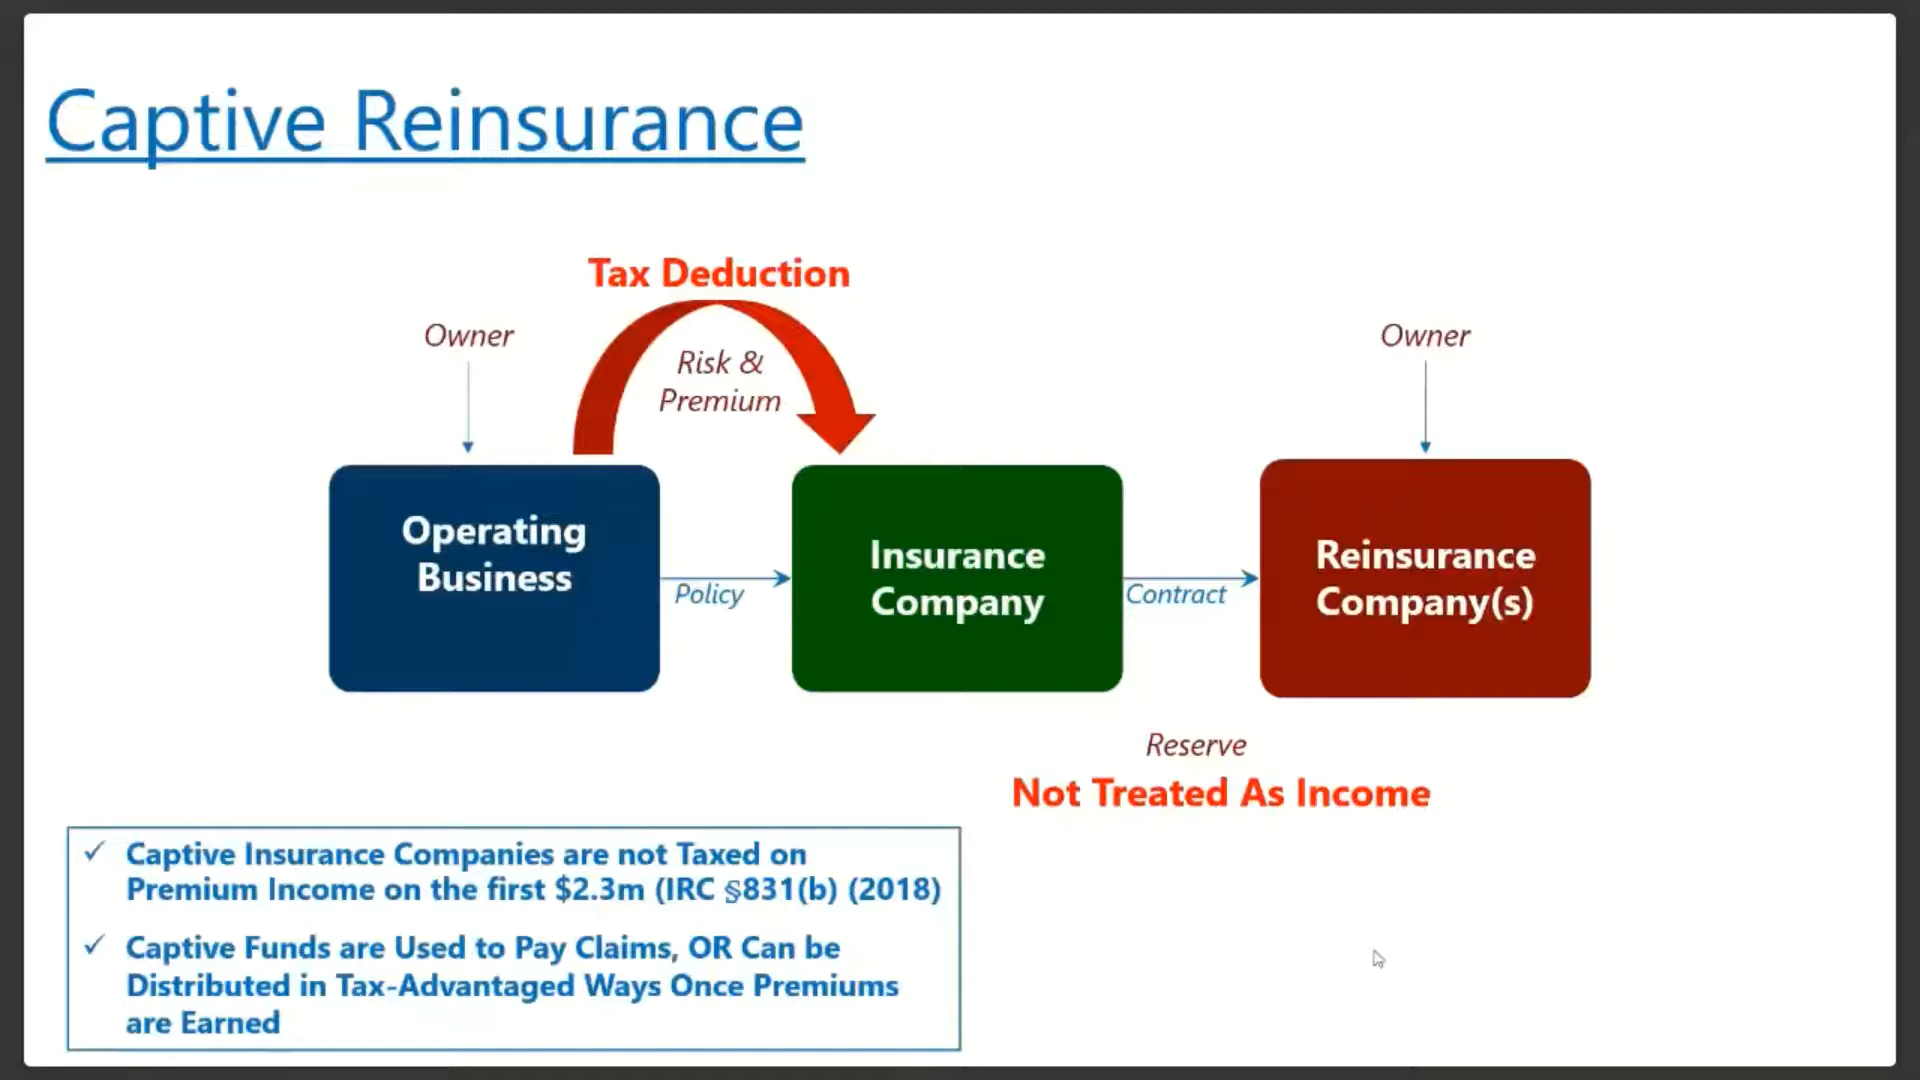 Captive Reinsurance
Tax Deduction
Owner
Risk &
Premium
Owner
Operating
Business
Policy
Insurance
Company
Contract
Reinsurance
Company(s)
Reserve
Not Treated As Income
✓ Captive Insurance Companies are not Taxed on
Premium Income on the first $2.3m (IRC §831(b) (2018)
✓ Captive Funds are Used to Pay Claims, OR Can be
Distributed in Tax-Advantaged Ways Once Premiums
are Earned